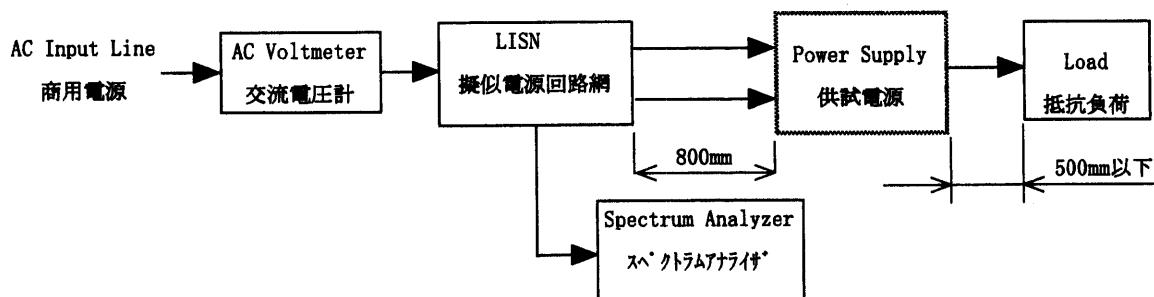 AC Input Line
商用電源
AC Voltmeter
交流電圧計
LISN
擬似電源回路網
Power Supply
供試電源
Load
抵抗負荷
800mm
500mm以下
Spectrum Analyzer
スペクトラムアナライザ